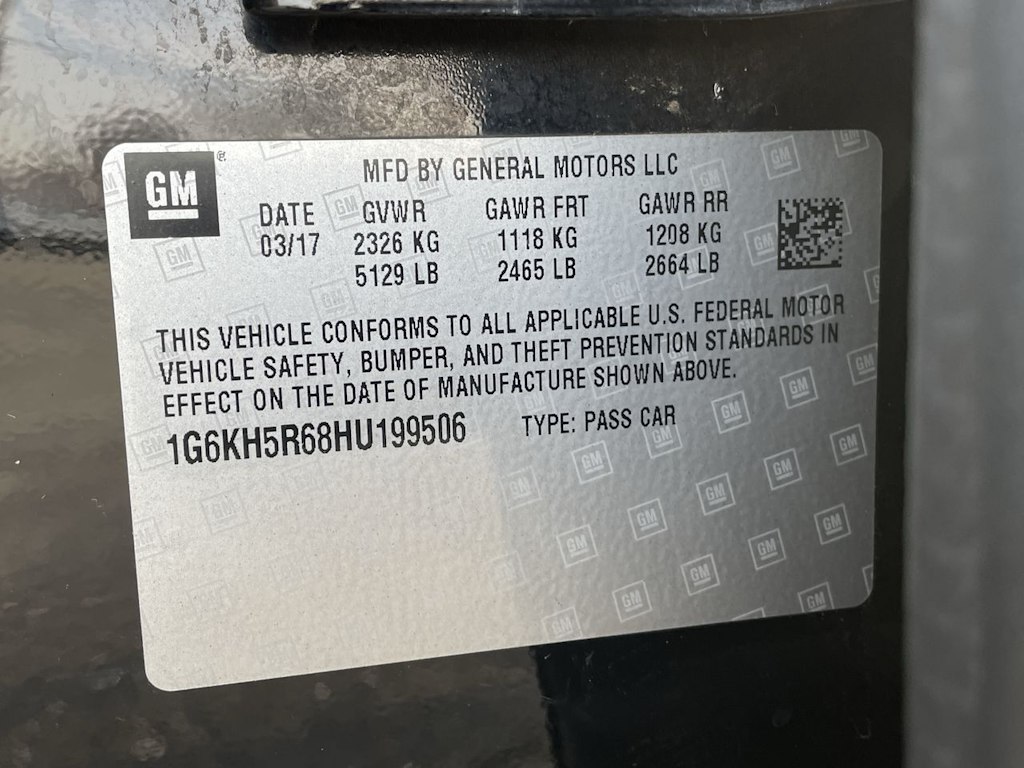 GM
MFD BY GENERAL MOTORS LLC
DATE GVWR GAWR FRT GAWR RR
03/17 2326 KG 1118 KG 1208 KG
5129 LB 2465 LB 2664 LB
THIS VEHICLE CONFORMS TO ALL APPLICABLE U.S. FEDERAL MOTOR
VEHICLE SAFETY, BUMPER, AND THEFT PREVENTION STANDARDS IN
EFFECT ON THE DATE OF MANUFACTURE SHOWN ABOVE.
1G6KH5R68HU199506 TYPE: PASS CAR